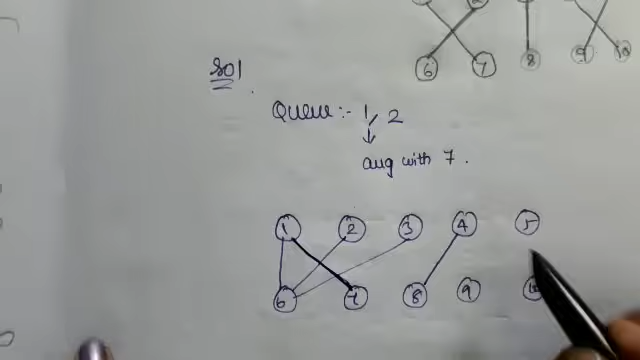 6 7 8 9 10
Sol
Queue :- 1, 2
aug with 7.
1 2 3 4 5
6 7 8 9 10